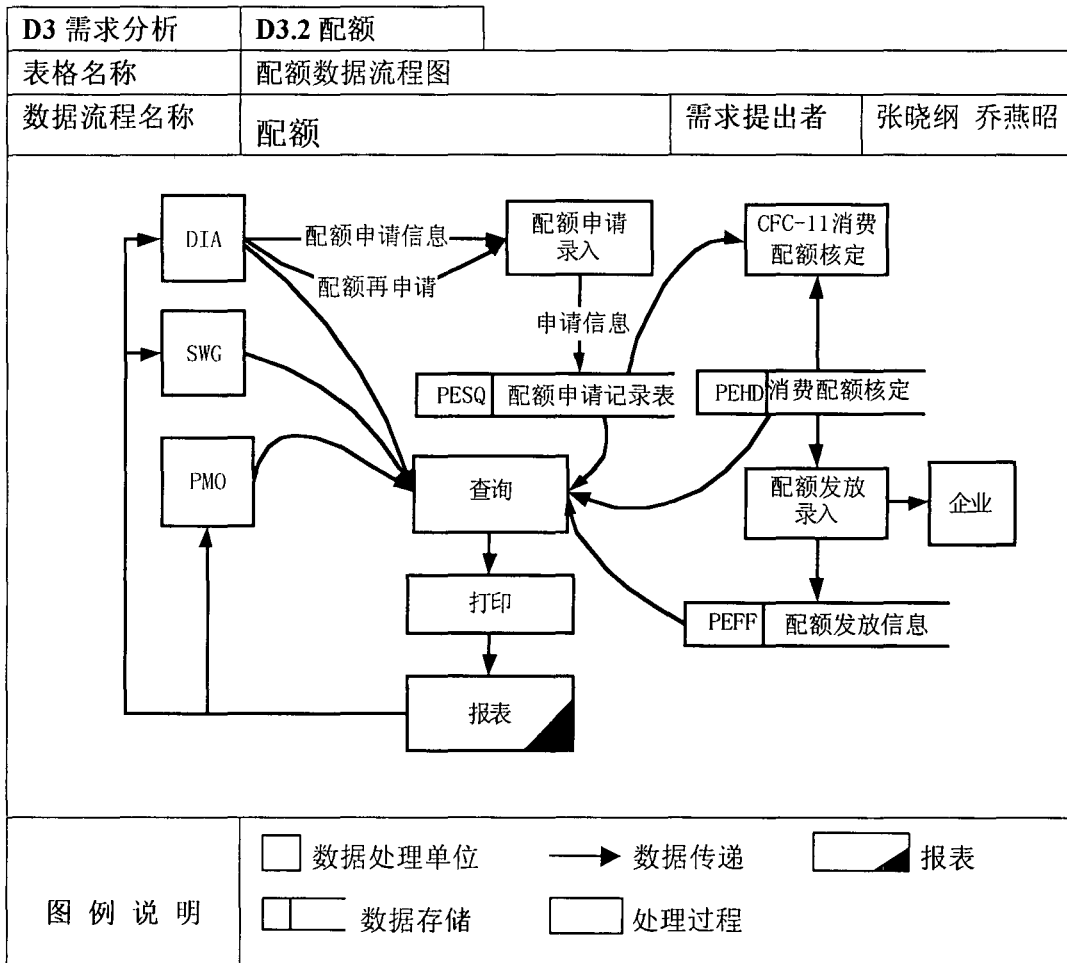 D3 需求分析 D3.2 配额
表格名称 配额数据流程图
数据流程名称 配额 需求提出者 张晓纲 乔燕昭
DIA
配额申请信息
配额再申请
配额申请
录入
CFC-11消费
配额核定
SWG
申请信息
PESQ 配额申请记录表
PEHD 消费配额核定
PMO
查询
配额发放
录入
企业
打印
PEFF 配额发放信息
报表
图例说明
数据处理单位 数据传递 报表
数据存储 处理过程